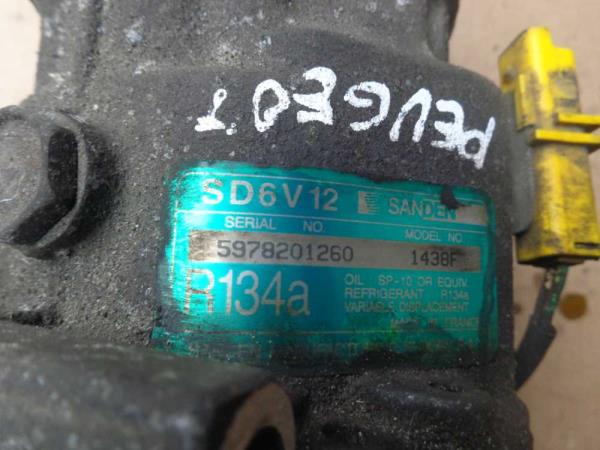 PEUGEOT
SD6V12 SANDEN
SERIAL NO. MODEL NO.
5978201260 1438F
R134a
OIL SP-10 OR EQUIV.
REFRIGERANT R134a
VARIABLE DISPLACEMENT
MADE IN FRANCE